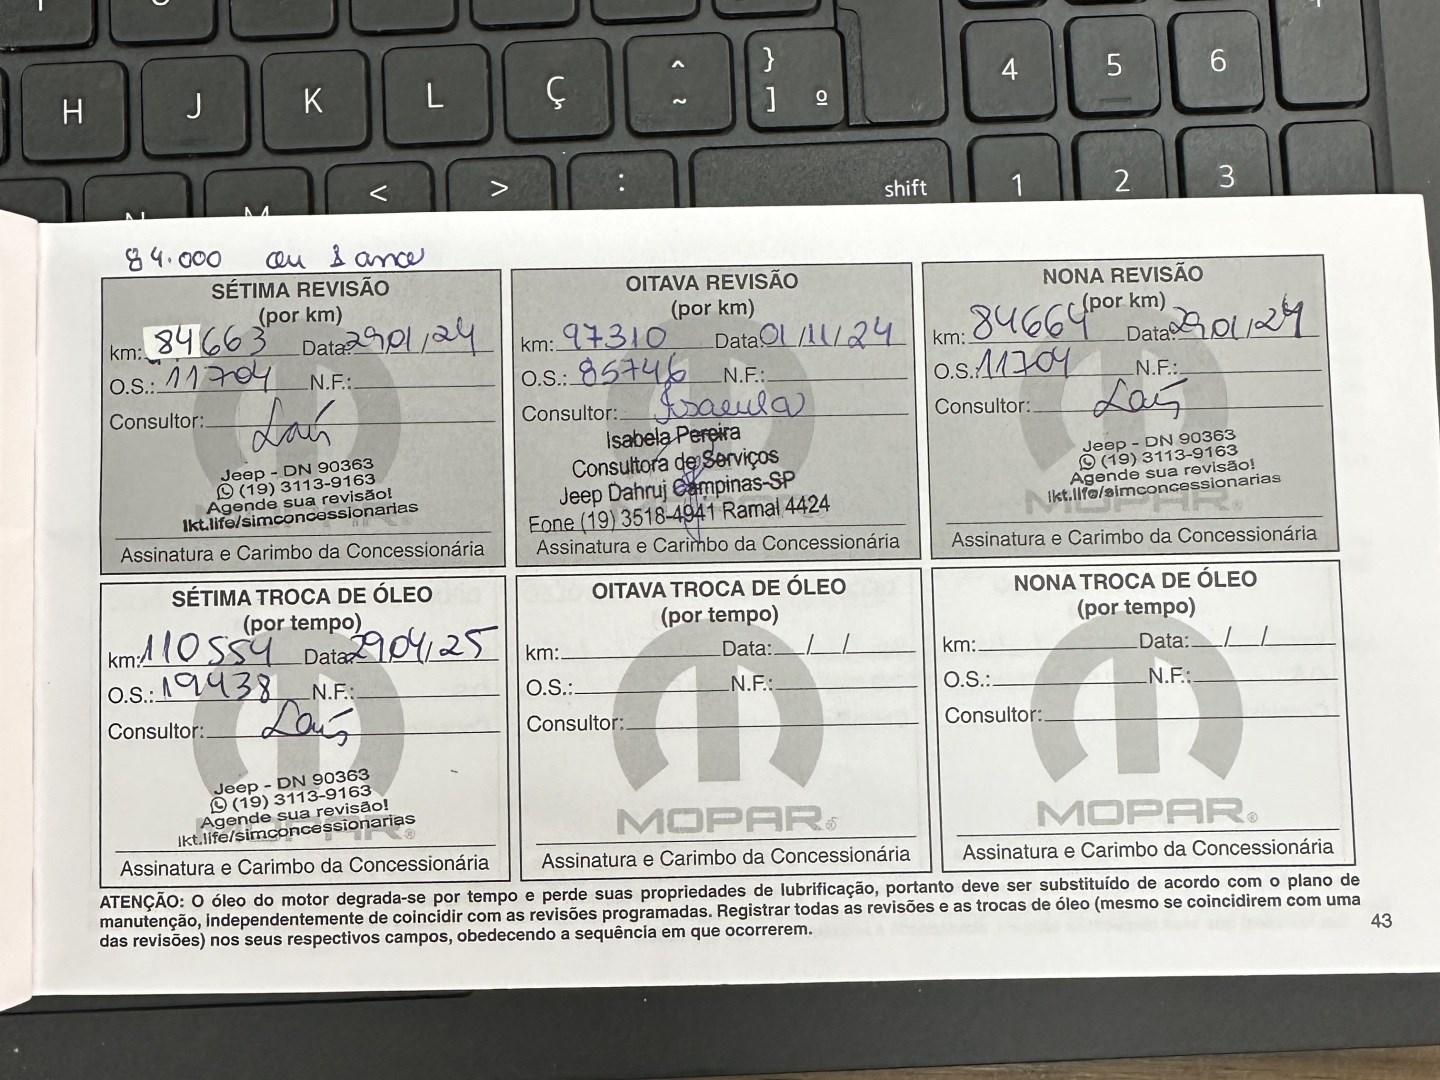 H J K L Ç ^ ~ } ] º 4 5 6
< > : shift 1 2 3
N M
84.000 ou 1 ano
SÉTIMA REVISÃO
(por km)
km: 84663 Data: 29/01/24
O.S.: 11704 N.F.:
Consultor: Laís
Jeep - DN 90363
(19) 3113-9163
Agende sua revisão!
lkt.life/simconcessionarias
Assinatura e Carimbo da Concessionária
OITAVA REVISÃO
(por km)
km: 97310 Data: 01/11/24
O.S.: 85746 N.F.:
Consultor: Isabela
Isabela Pereira
Consultora de Serviços
Jeep Dahruj Campinas-SP
Fone (19) 3518-4941 Ramal 4424
Assinatura e Carimbo da Concessionária
NONA REVISÃO
(por km)
km: 84664 Data: 29/01/24
O.S.: 11704 N.F.:
Consultor: Laís
Jeep - DN 90363
(19) 3113-9163
Agende sua revisão!
lkt.life/simconcessionarias
MOPAR
Assinatura e Carimbo da Concessionária
SÉTIMA TROCA DE ÓLEO
(por tempo)
km: 110554 Data: 29/04/25
O.S.: 19438 N.F.:
Consultor: Laís
Jeep - DN 90363
(19) 3113-9163
Agende sua revisão!
lkt.life/simconcessionarias
Assinatura e Carimbo da Concessionária
OITAVA TROCA DE ÓLEO
(por tempo)
km: Data: / /
O.S.: N.F.:
Consultor:
MOPAR®
Assinatura e Carimbo da Concessionária
NONA TROCA DE ÓLEO
(por tempo)
km: Data: / /
O.S.: N.F.:
Consultor:
MOPAR®
Assinatura e Carimbo da Concessionária
ATENÇÃO: O óleo do motor degrada-se por tempo e perde suas propriedades de lubrificação, portanto deve ser substituído de acordo com o plano de
manutenção, independentemente de coincidir com as revisões programadas. Registrar todas as revisões e as trocas de óleo (mesmo se coincidirem com uma
das revisões) nos seus respectivos campos, obedecendo a sequência em que ocorrerem.
43